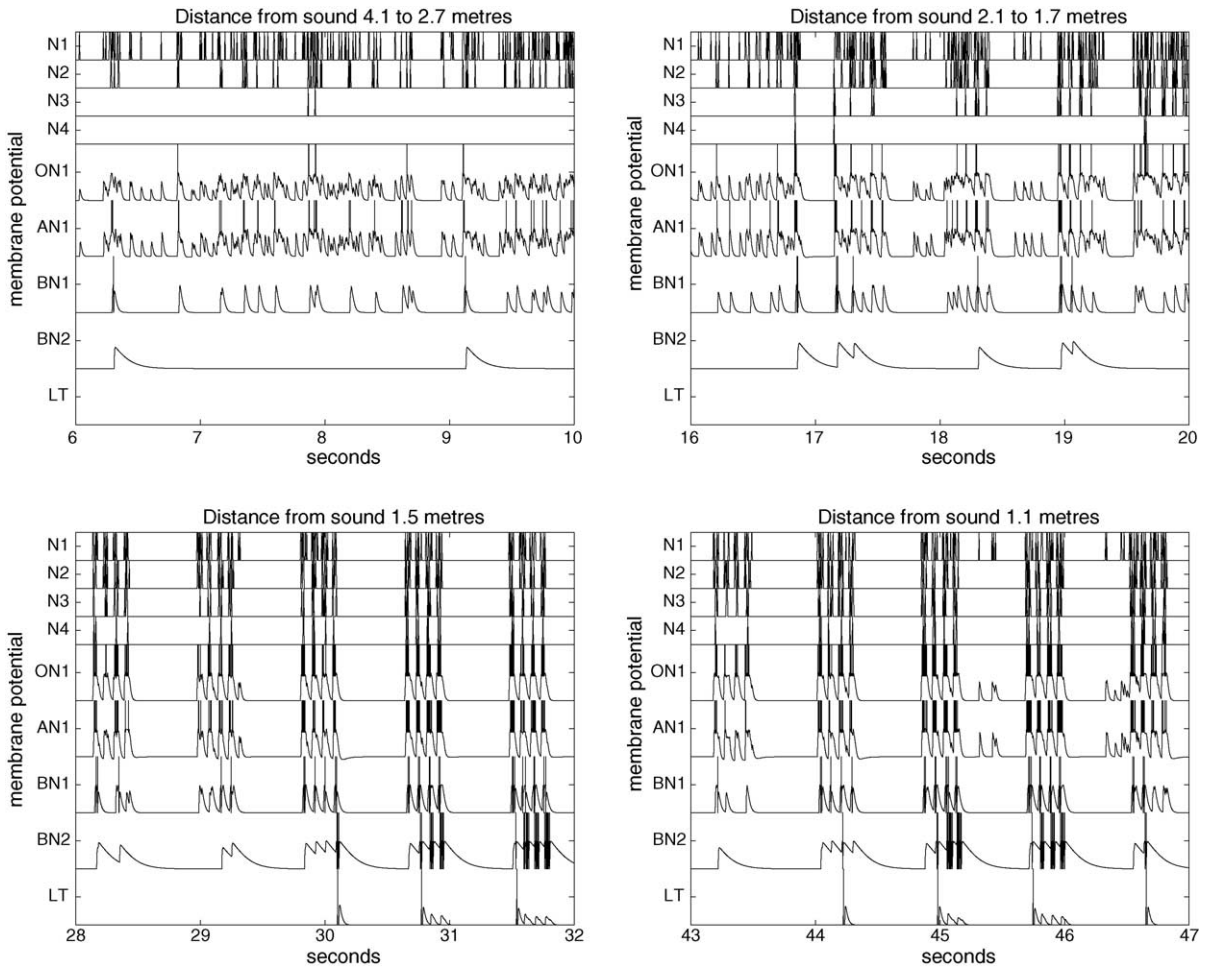 Distance from sound 4.1 to 2.7 metres
N1
N2
N3
N4
ON1
AN1
BN1
BN2
LT
membrane potential
6 7 8 9 10
seconds
Distance from sound 2.1 to 1.7 metres
N1
N2
N3
N4
ON1
AN1
BN1
BN2
LT
membrane potential
16 17 18 19 20
seconds
Distance from sound 1.5 metres
N1
N2
N3
N4
ON1
AN1
BN1
BN2
LT
membrane potential
28 29 30 31 32
seconds
Distance from sound 1.1 metres
N1
N2
N3
N4
ON1
AN1
BN1
BN2
LT
membrane potential
43 44 45 46 47
seconds